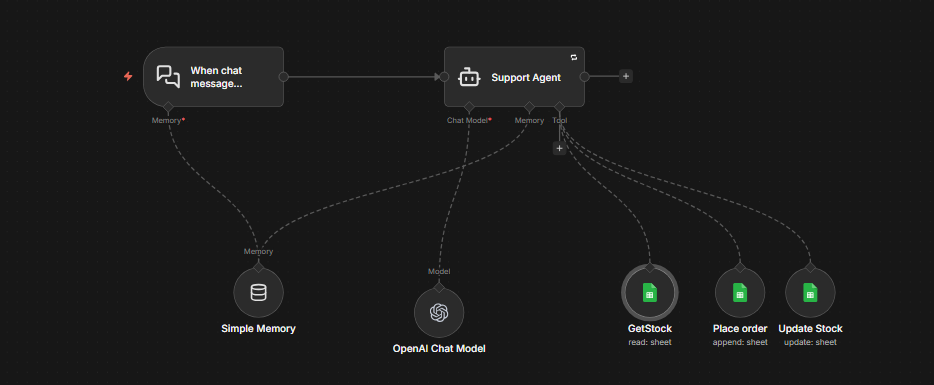 When chat
message...
Support Agent
Memory*
Chat Model*
Memory
Tool
Memory
Model
Simple Memory
OpenAI Chat Model
GetStock
read: sheet
Place order
append: sheet
Update Stock
update: sheet